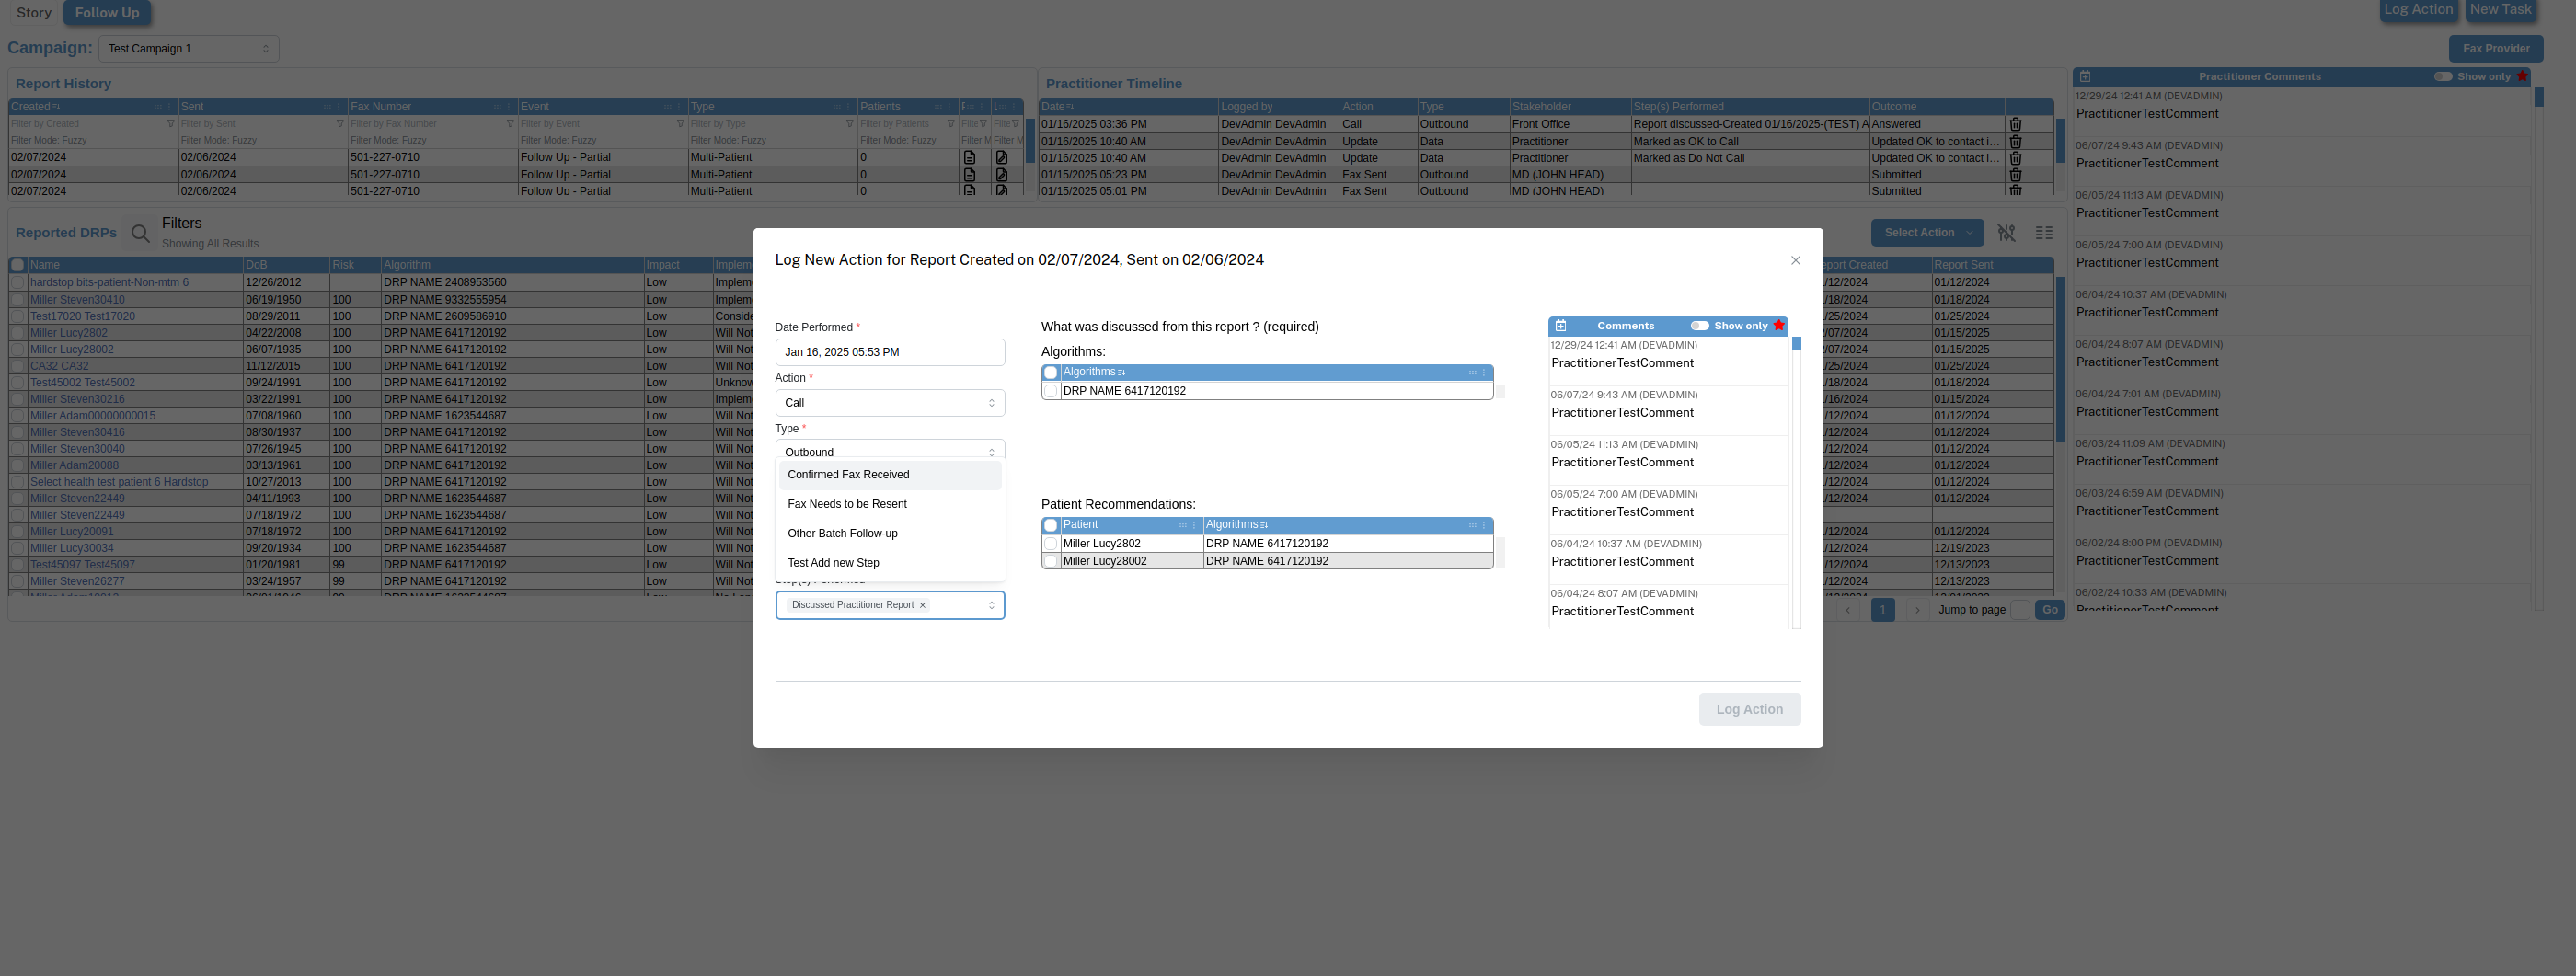 Story Follow Up Log Action New Task
Campaign: Test Campaign 1 Fax Provider
Report History
Created Sent Fax Number Event Type Patients
Filter by Created Filter by Sent Filter by Fax Number Filter by Event Filter by Type Filter by Patients Filte Filte
Filter Mode: Fuzzy Filter Mode: Fuzzy Filter Mode: Fuzzy Filter Mode: Fuzzy Filter Mode: Fuzzy Filter Mode: Fuzzy Filter M Filter M
02/07/2024 02/06/2024 501-227-0710 Follow Up - Partial Multi-Patient 0
02/07/2024 02/06/2024 501-227-0710 Follow Up - Partial Multi-Patient 0
02/07/2024 02/06/2024 501-227-0710 Follow Up - Partial Multi-Patient 0
Practitioner Timeline
Date Logged by Action Type Stakeholder Step(s) Performed Outcome
01/16/2025 03:36 PM DevAdmin DevAdmin Call Outbound Front Office Report discussed-Created 01/16/2025-(TEST) A Answered
01/16/2025 10:40 AM DevAdmin DevAdmin Update Data Practitioner Marked as OK to Call Updated OK to contact i...
01/16/2025 10:40 AM DevAdmin DevAdmin Update Data Practitioner Marked as Do Not Call Updated OK to contact i...
01/15/2025 05:23 PM DevAdmin DevAdmin Fax Sent Outbound MD (JOHN HEAD) Submitted
01/15/2025 05:01 PM DevAdmin DevAdmin Fax Sent Outbound MD (JOHN HEAD) Submitted
Practitioner Comments Show only
12/29/24 12:41 AM (DEVADMIN)
PractitionerTestComment
06/07/24 9:43 AM (DEVADMIN)
PractitionerTestComment
06/05/24 11:13 AM (DEVADMIN)
PractitionerTestComment
06/05/24 7:00 AM (DEVADMIN)
PractitionerTestComment
06/04/24 10:37 AM (DEVADMIN)
PractitionerTestComment
06/04/24 8:07 AM (DEVADMIN)
PractitionerTestComment
06/04/24 7:01 AM (DEVADMIN)
PractitionerTestComment
06/03/24 11:09 AM (DEVADMIN)
PractitionerTestComment
06/03/24 6:59 AM (DEVADMIN)
PractitionerTestComment
06/02/24 8:00 PM (DEVADMIN)
PractitionerTestComment
06/02/24 10:33 AM (DEVADMIN)
PractitionerTestComment
Reported DRPs Filters
Showing All Results
Select Action
Name DoB Risk Algorithm Impact Implem
hardstop bits-patient-Non-mtm 6 12/26/2012 DRP NAME 2408953560 Low Implem
Miller Steven30410 06/19/1950 100 DRP NAME 9332555954 Low Implem
Test17020 Test17020 08/29/2011 100 DRP NAME 2609586910 Low Conside
Miller Lucy2802 04/22/2008 100 DRP NAME 6417120192 Low Will Not
Miller Lucy28002 06/07/1935 100 DRP NAME 6417120192 Low Will Not
CA32 CA32 11/12/2015 100 DRP NAME 6417120192 Low Will Not
Test45002 Test45002 09/24/1991 100 DRP NAME 6417120192 Low Unknow
Miller Steven30216 03/22/1991 100 DRP NAME 6417120192 Low Implem
Miller Adam00000000015 07/08/1960 100 DRP NAME 1623544687 Low Will Not
Miller Steven30416 08/30/1937 100 DRP NAME 6417120192 Low Will Not
Miller Steven30040 07/26/1945 100 DRP NAME 6417120192 Low Will Not
Miller Adam20088 03/13/1961 100 DRP NAME 6417120192 Low Will Not
Select health test patient 6 Hardstop 10/27/2013 100 DRP NAME 6417120192 Low Will Not
Miller Steven22449 04/11/1993 100 DRP NAME 1623544687 Low Will Not
Miller Steven22449 07/18/1972 100 DRP NAME 1623544687 Low Will Not
Miller Lucy20091 07/18/1972 100 DRP NAME 6417120192 Low Will Not
Miller Lucy30034 09/20/1934 100 DRP NAME 1623544687 Low Will Not
Test45097 Test45097 01/20/1981 99 DRP NAME 6417120192 Low Will Not
Miller Steven26277 03/24/1957 99 DRP NAME 6417120192 Low Will Not
eport Created Report Sent
/12/2024 01/12/2024
/18/2024 01/18/2024
/25/2024 01/25/2024
/07/2024 01/15/2025
/07/2024 01/15/2025
/25/2024 01/25/2024
/18/2024 01/18/2024
/16/2024 01/15/2025
/12/2024 01/12/2024
/12/2024 01/12/2024
/12/2024 01/12/2024
/12/2024 01/12/2024
/12/2024 01/12/2024
/12/2024 01/12/2024
/12/2024 01/12/2024
/12/2024 12/19/2023
/12/2024 12/13/2023
/12/2024 12/13/2023
1 Jump to page Go
Log New Action for Report Created on 02/07/2024, Sent on 02/06/2024
Date Performed *
Jan 16, 2025 05:53 PM
Action *
Call
Type *
Outbound
Confirmed Fax Received
Fax Needs to be Resent
Other Batch Follow-up
Test Add new Step
Discussed Practitioner Report
What was discussed from this report ? (required)
Algorithms:
Algorithms
DRP NAME 6417120192
Patient Recommendations:
Patient Algorithms
Miller Lucy2802 DRP NAME 6417120192
Miller Lucy28002 DRP NAME 6417120192
Comments Show only
12/29/24 12:41 AM (DEVADMIN)
PractitionerTestComment
06/07/24 9:43 AM (DEVADMIN)
PractitionerTestComment
06/05/24 11:13 AM (DEVADMIN)
PractitionerTestComment
06/05/24 7:00 AM (DEVADMIN)
PractitionerTestComment
06/04/24 10:37 AM (DEVADMIN)
PractitionerTestComment
06/04/24 8:07 AM (DEVADMIN)
PractitionerTestComment
Log Action